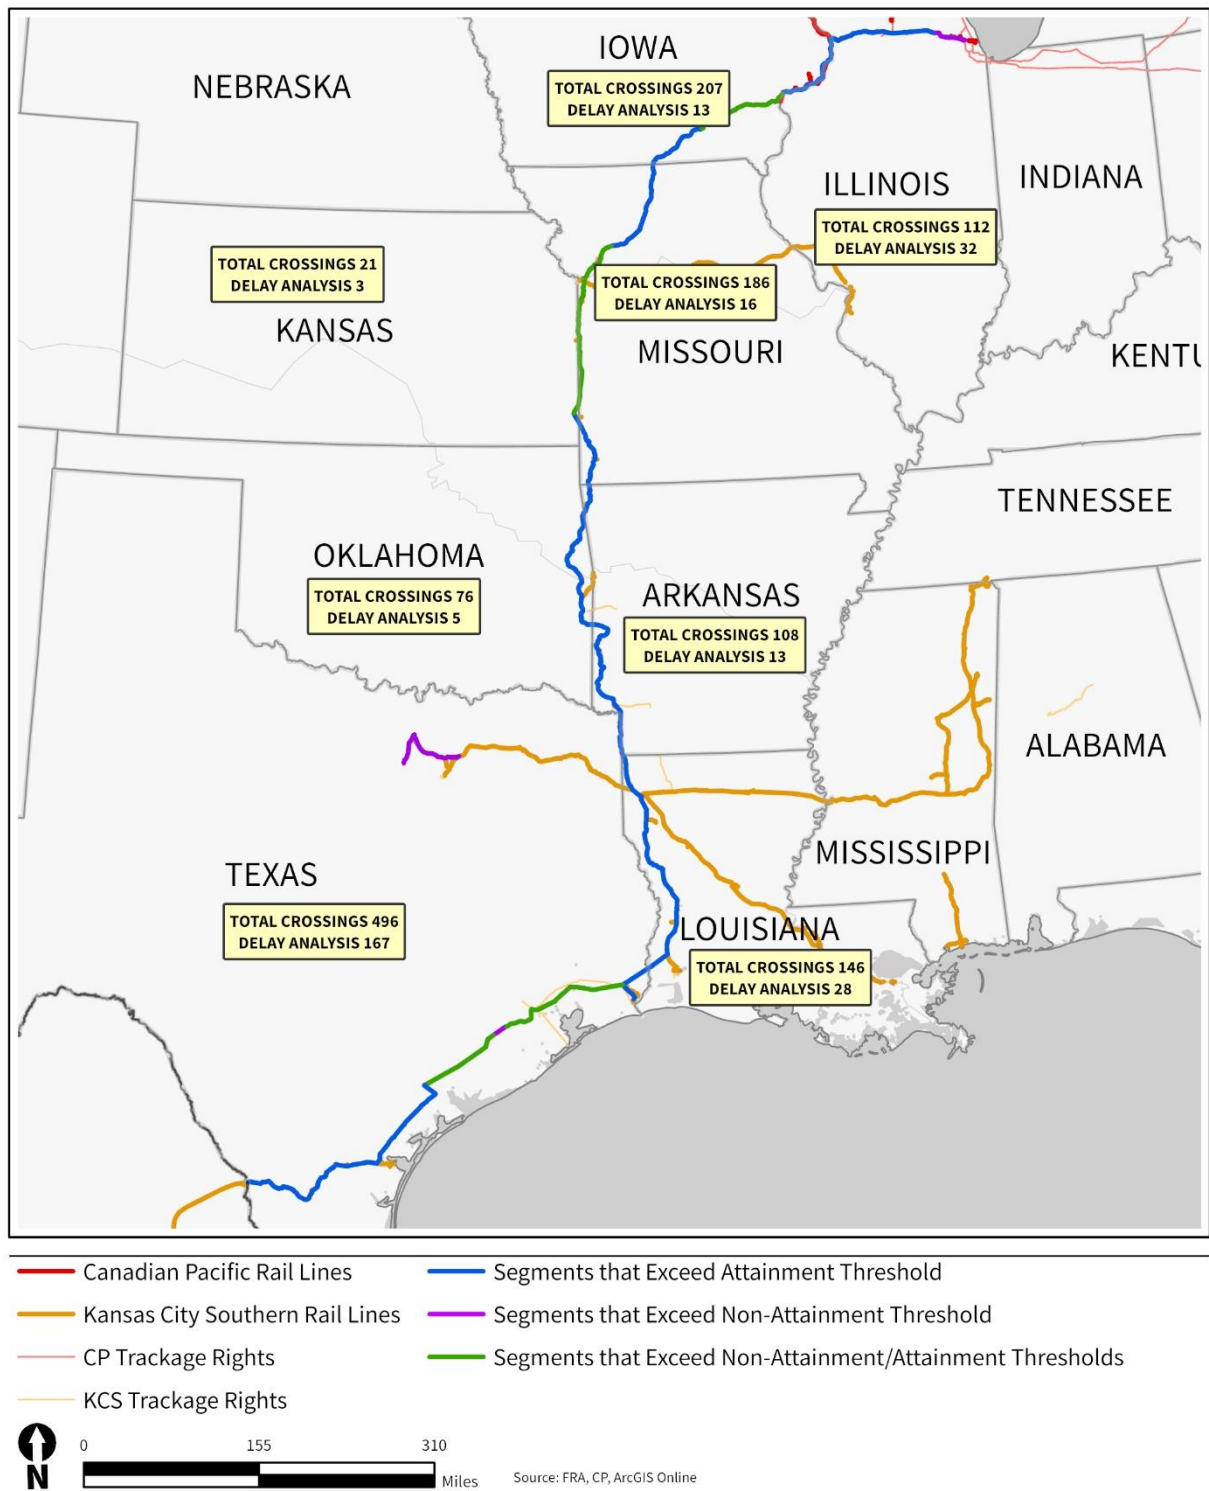 IOWA
TOTAL CROSSINGS 207
DELAY ANALYSIS 13
NEBRASKA
ILLINOIS
INDIANA
TOTAL CROSSINGS 112
DELAY ANALYSIS 32
TOTAL CROSSINGS 21
DELAY ANALYSIS 3
KANSAS
TOTAL CROSSINGS 186
DELAY ANALYSIS 16
MISSOURI
KENTU
TENNESSEE
OKLAHOMA
TOTAL CROSSINGS 76
DELAY ANALYSIS 5
ARKANSAS
TOTAL CROSSINGS 108
DELAY ANALYSIS 13
ALABAMA
MISSISSIPPI
TEXAS
TOTAL CROSSINGS 496
DELAY ANALYSIS 167
LOUISIANA
TOTAL CROSSINGS 146
DELAY ANALYSIS 28
Canadian Pacific Rail Lines
Kansas City Southern Rail Lines
CP Trackage Rights
KCS Trackage Rights
Segments that Exceed Attainment Threshold
Segments that Exceed Non-Attainment Threshold
Segments that Exceed Non-Attainment/Attainment Thresholds
N
0 155 310
Miles
Source: FRA, CP, ArcGIS Online